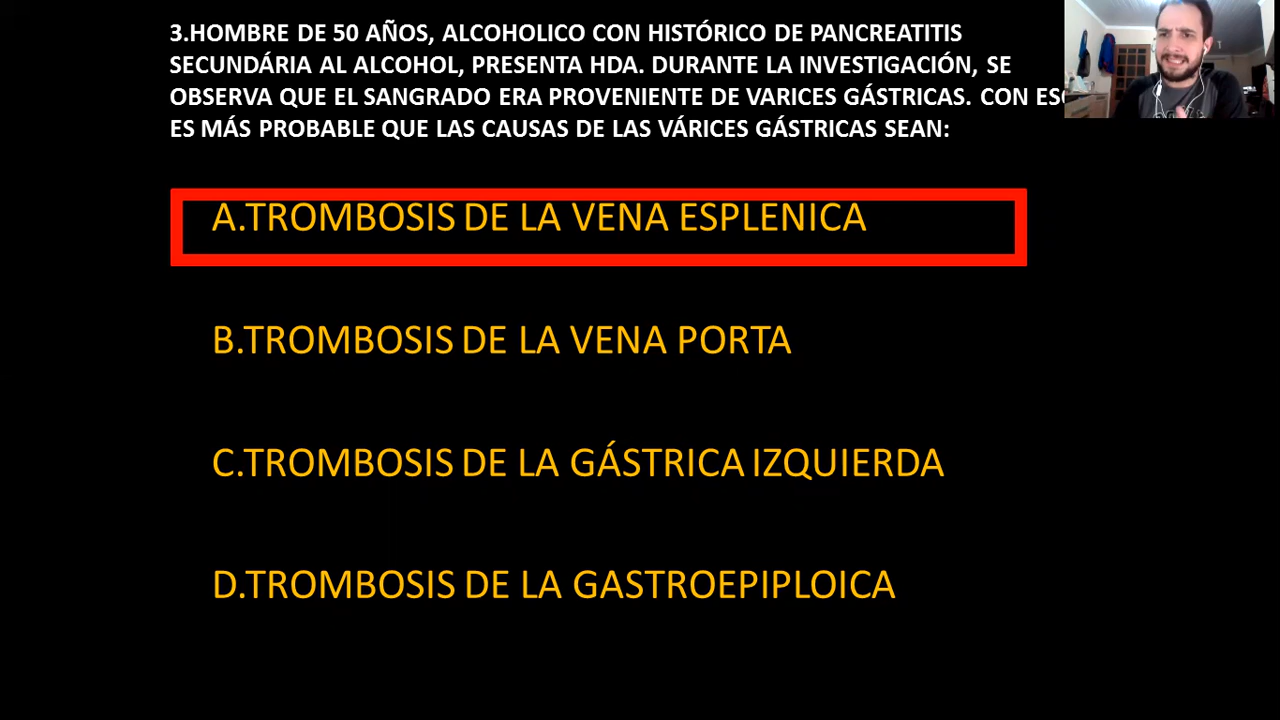 3.HOMBRE DE 50 AÑOS, ALCOHOLICO CON HISTÓRICO DE PANCREATITIS
SECUNDÁRIA AL ALCOHOL, PRESENTA HDA. DURANTE LA INVESTIGACIÓN, SE
OBSERVA QUE EL SANGRADO ERA PROVENIENTE DE VARICES GÁSTRICAS. CON
ES MÁS PROBABLE QUE LAS CAUSAS DE LAS VÁRICES GÁSTRICAS SEAN:
A.TROMBOSIS DE LA VENA ESPLENICA
B.TROMBOSIS DE LA VENA PORTA
C.TROMBOSIS DE LA GÁSTRICA IZQUIERDA
D.TROMBOSIS DE LA GASTROEPIPLOICA